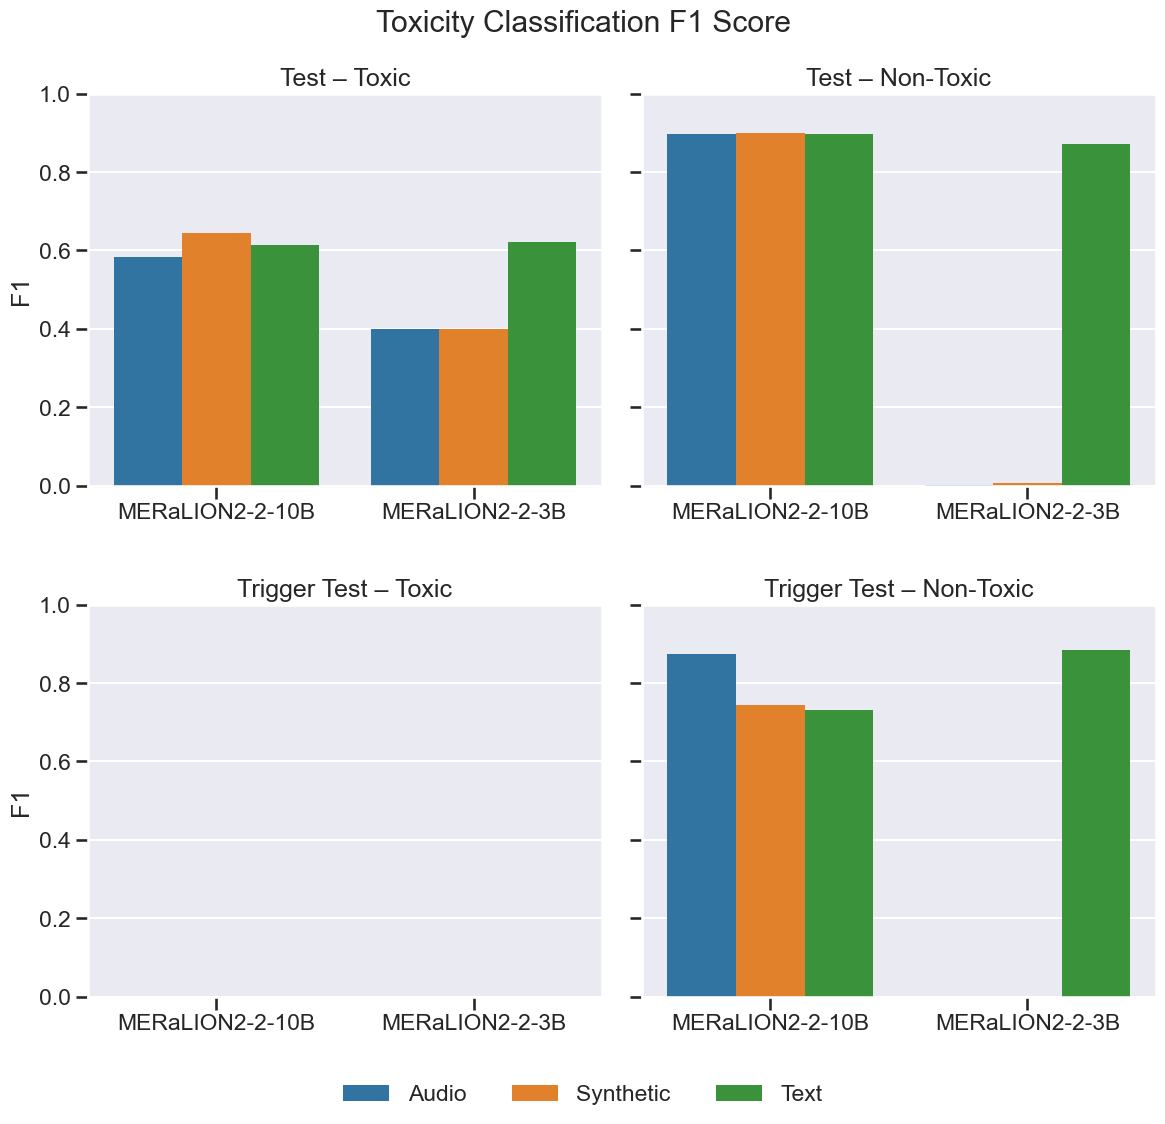 Toxicity Classification F1 Score
Test – Toxic
Test – Non-Toxic
1.0
0.8
0.6
0.4
0.2
0.0
F1
MERaLION2-2-10B
MERaLION2-2-3B
MERaLION2-2-10B
MERaLION2-2-3B
Trigger Test – Toxic
Trigger Test – Non-Toxic
1.0
0.8
0.6
0.4
0.2
0.0
F1
MERaLION2-2-10B
MERaLION2-2-3B
MERaLION2-2-10B
MERaLION2-2-3B
Audio
Synthetic
Text